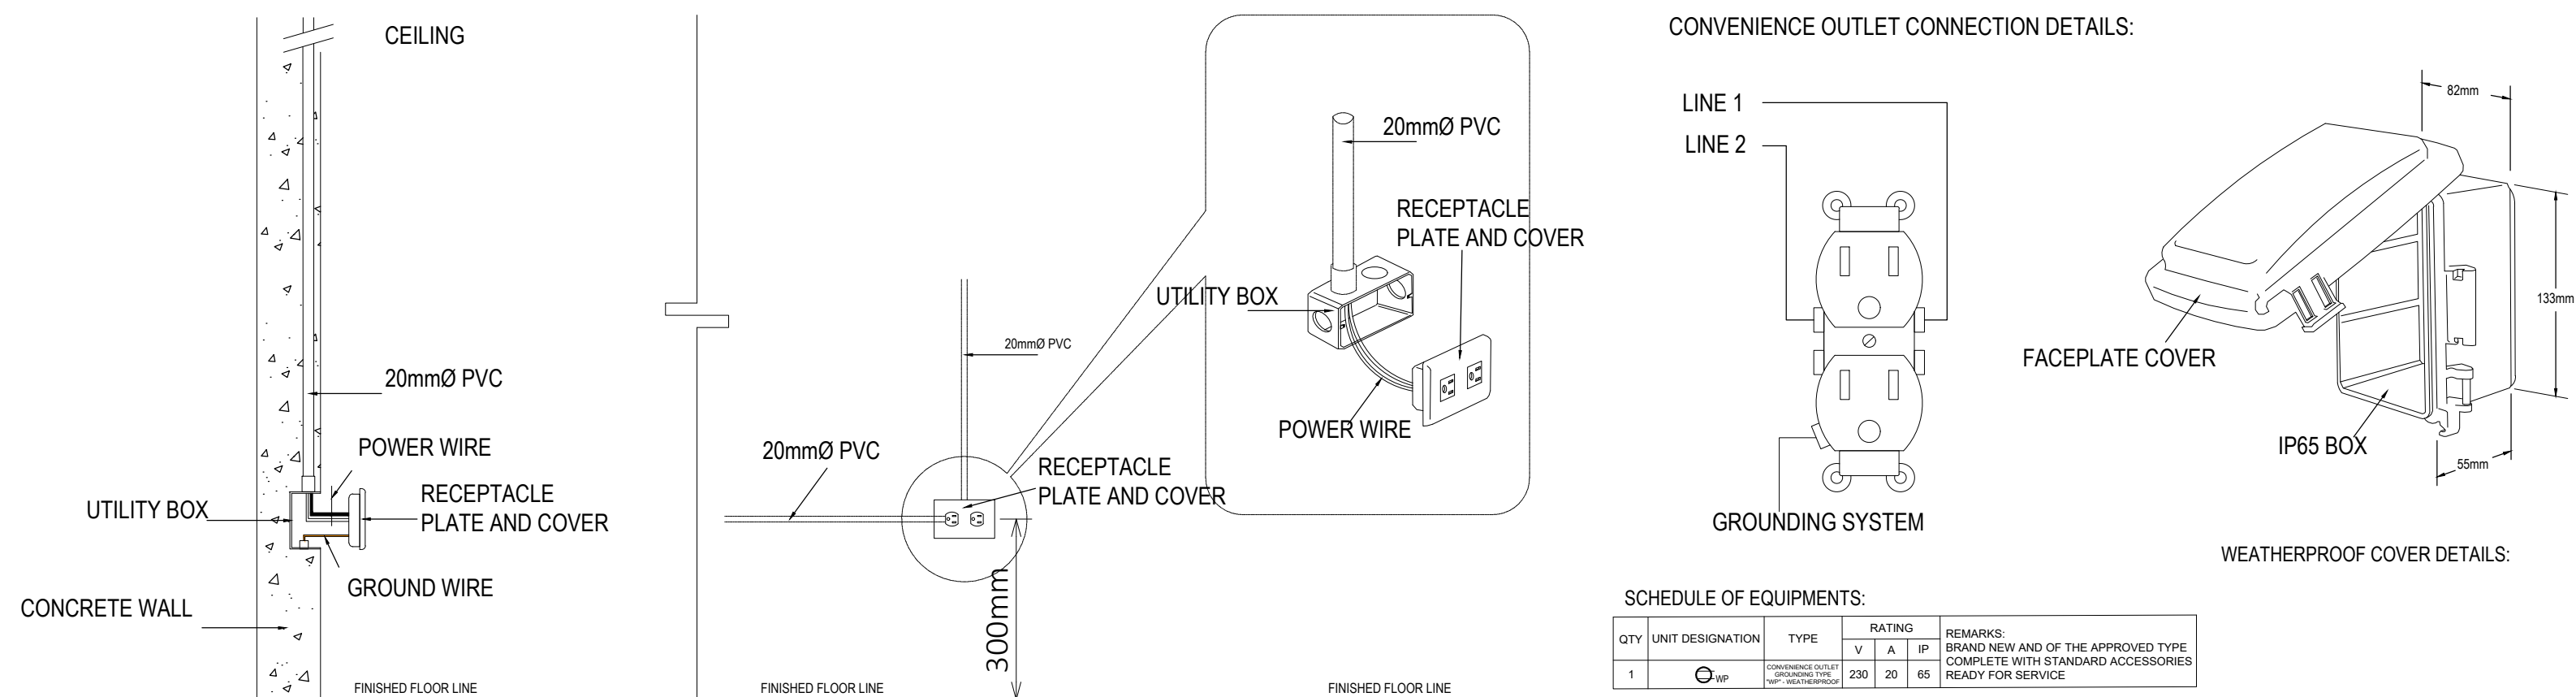 CEILING
20mmØ PVC
POWER WIRE
UTILITY BOX
RECEPTACLE
PLATE AND COVER
GROUND WIRE
CONCRETE WALL
FINISHED FLOOR LINE
20mmØ PVC
20mmØ PVC
RECEPTACLE
PLATE AND COVER
300mm
FINISHED FLOOR LINE
20mmØ PVC
RECEPTACLE
PLATE AND COVER
UTILITY BOX
POWER WIRE
FINISHED FLOOR LINE
CONVENIENCE OUTLET CONNECTION DETAILS:
LINE 1
LINE 2
GROUNDING SYSTEM
82mm
133mm
FACEPLATE COVER
IP65 BOX
55mm
WEATHERPROOF COVER DETAILS:
SCHEDULE OF EQUIPMENTS:
QTY UNIT DESIGNATION TYPE RATING
V A IP
REMARKS:
BRAND NEW AND OF THE APPROVED TYPE
COMPLETE WITH STANDARD ACCESSORIES
READY FOR SERVICE
1 WP
CONVENIENCE OUTLET
GROUNDING TYPE
"WP" - WEATHERPROOF
230 20 65